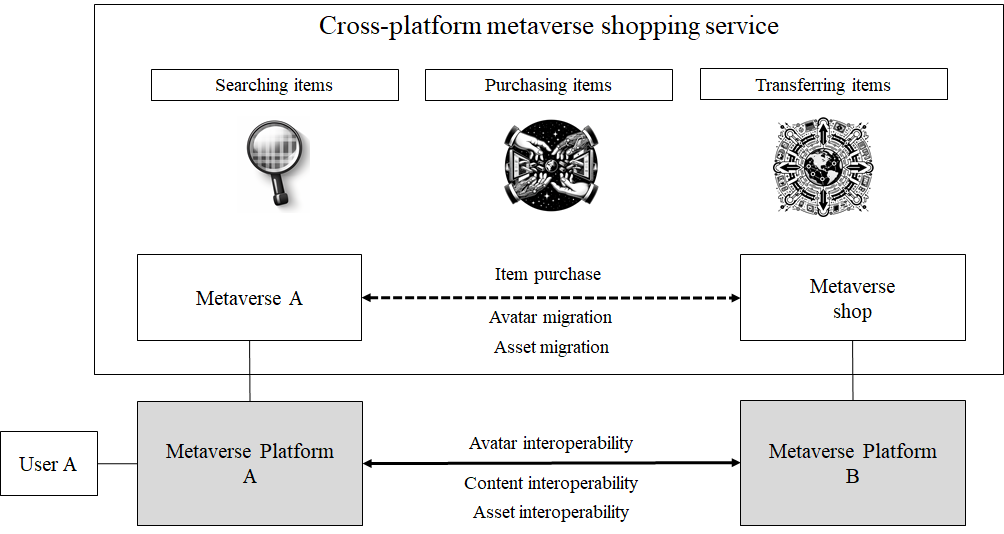 Cross-platform metaverse shopping service
Searching items
Purchasing items
Transferring items
Metaverse A
Item purchase
Avatar migration
Asset migration
Metaverse
shop
User A
Metaverse Platform
A
Avatar interoperability
Content interoperability
Asset interoperability
Metaverse Platform
B